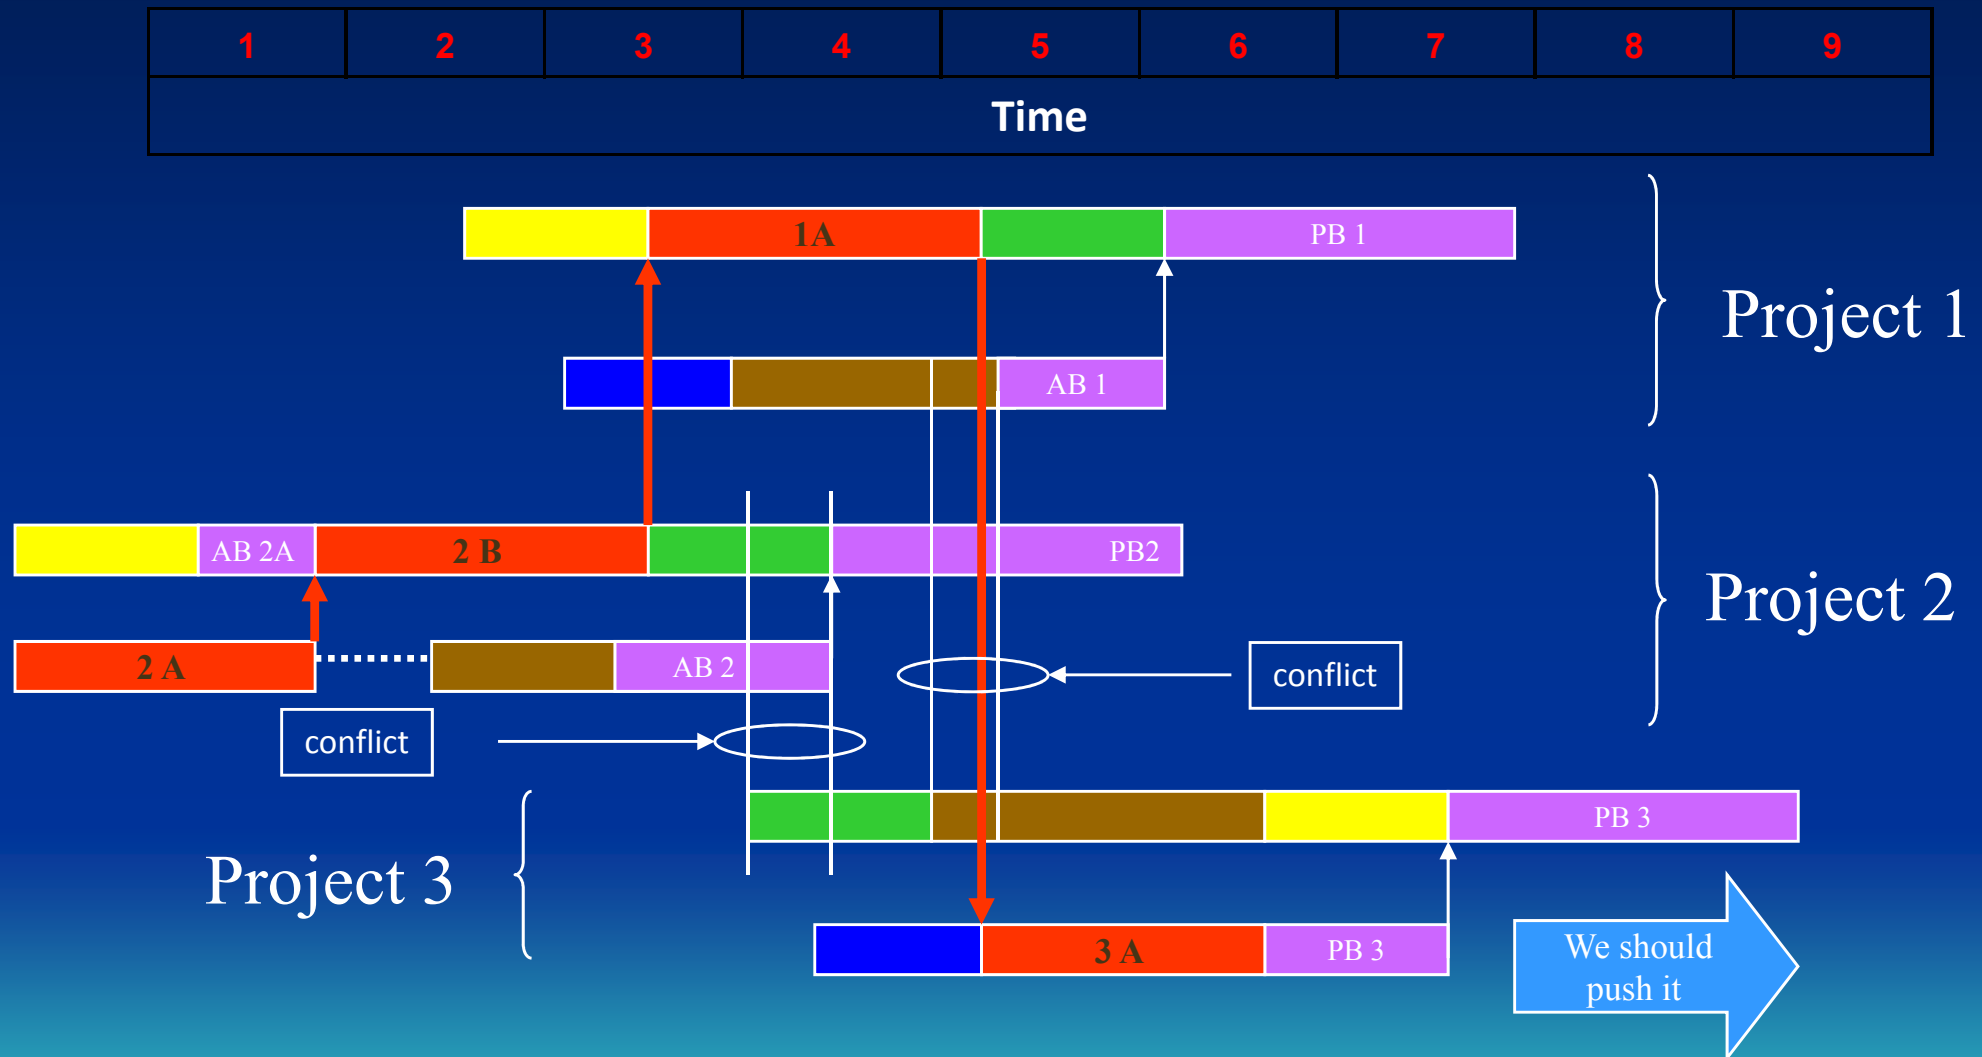 1 2 3 4 5 6 7 8 9
Time
1A PB 1
Project 1
AB 1
AB 2A 2 B PB2
Project 2
2 A AB 2
conflict
conflict
PB 3
Project 3
3 A PB 3
We should
push it